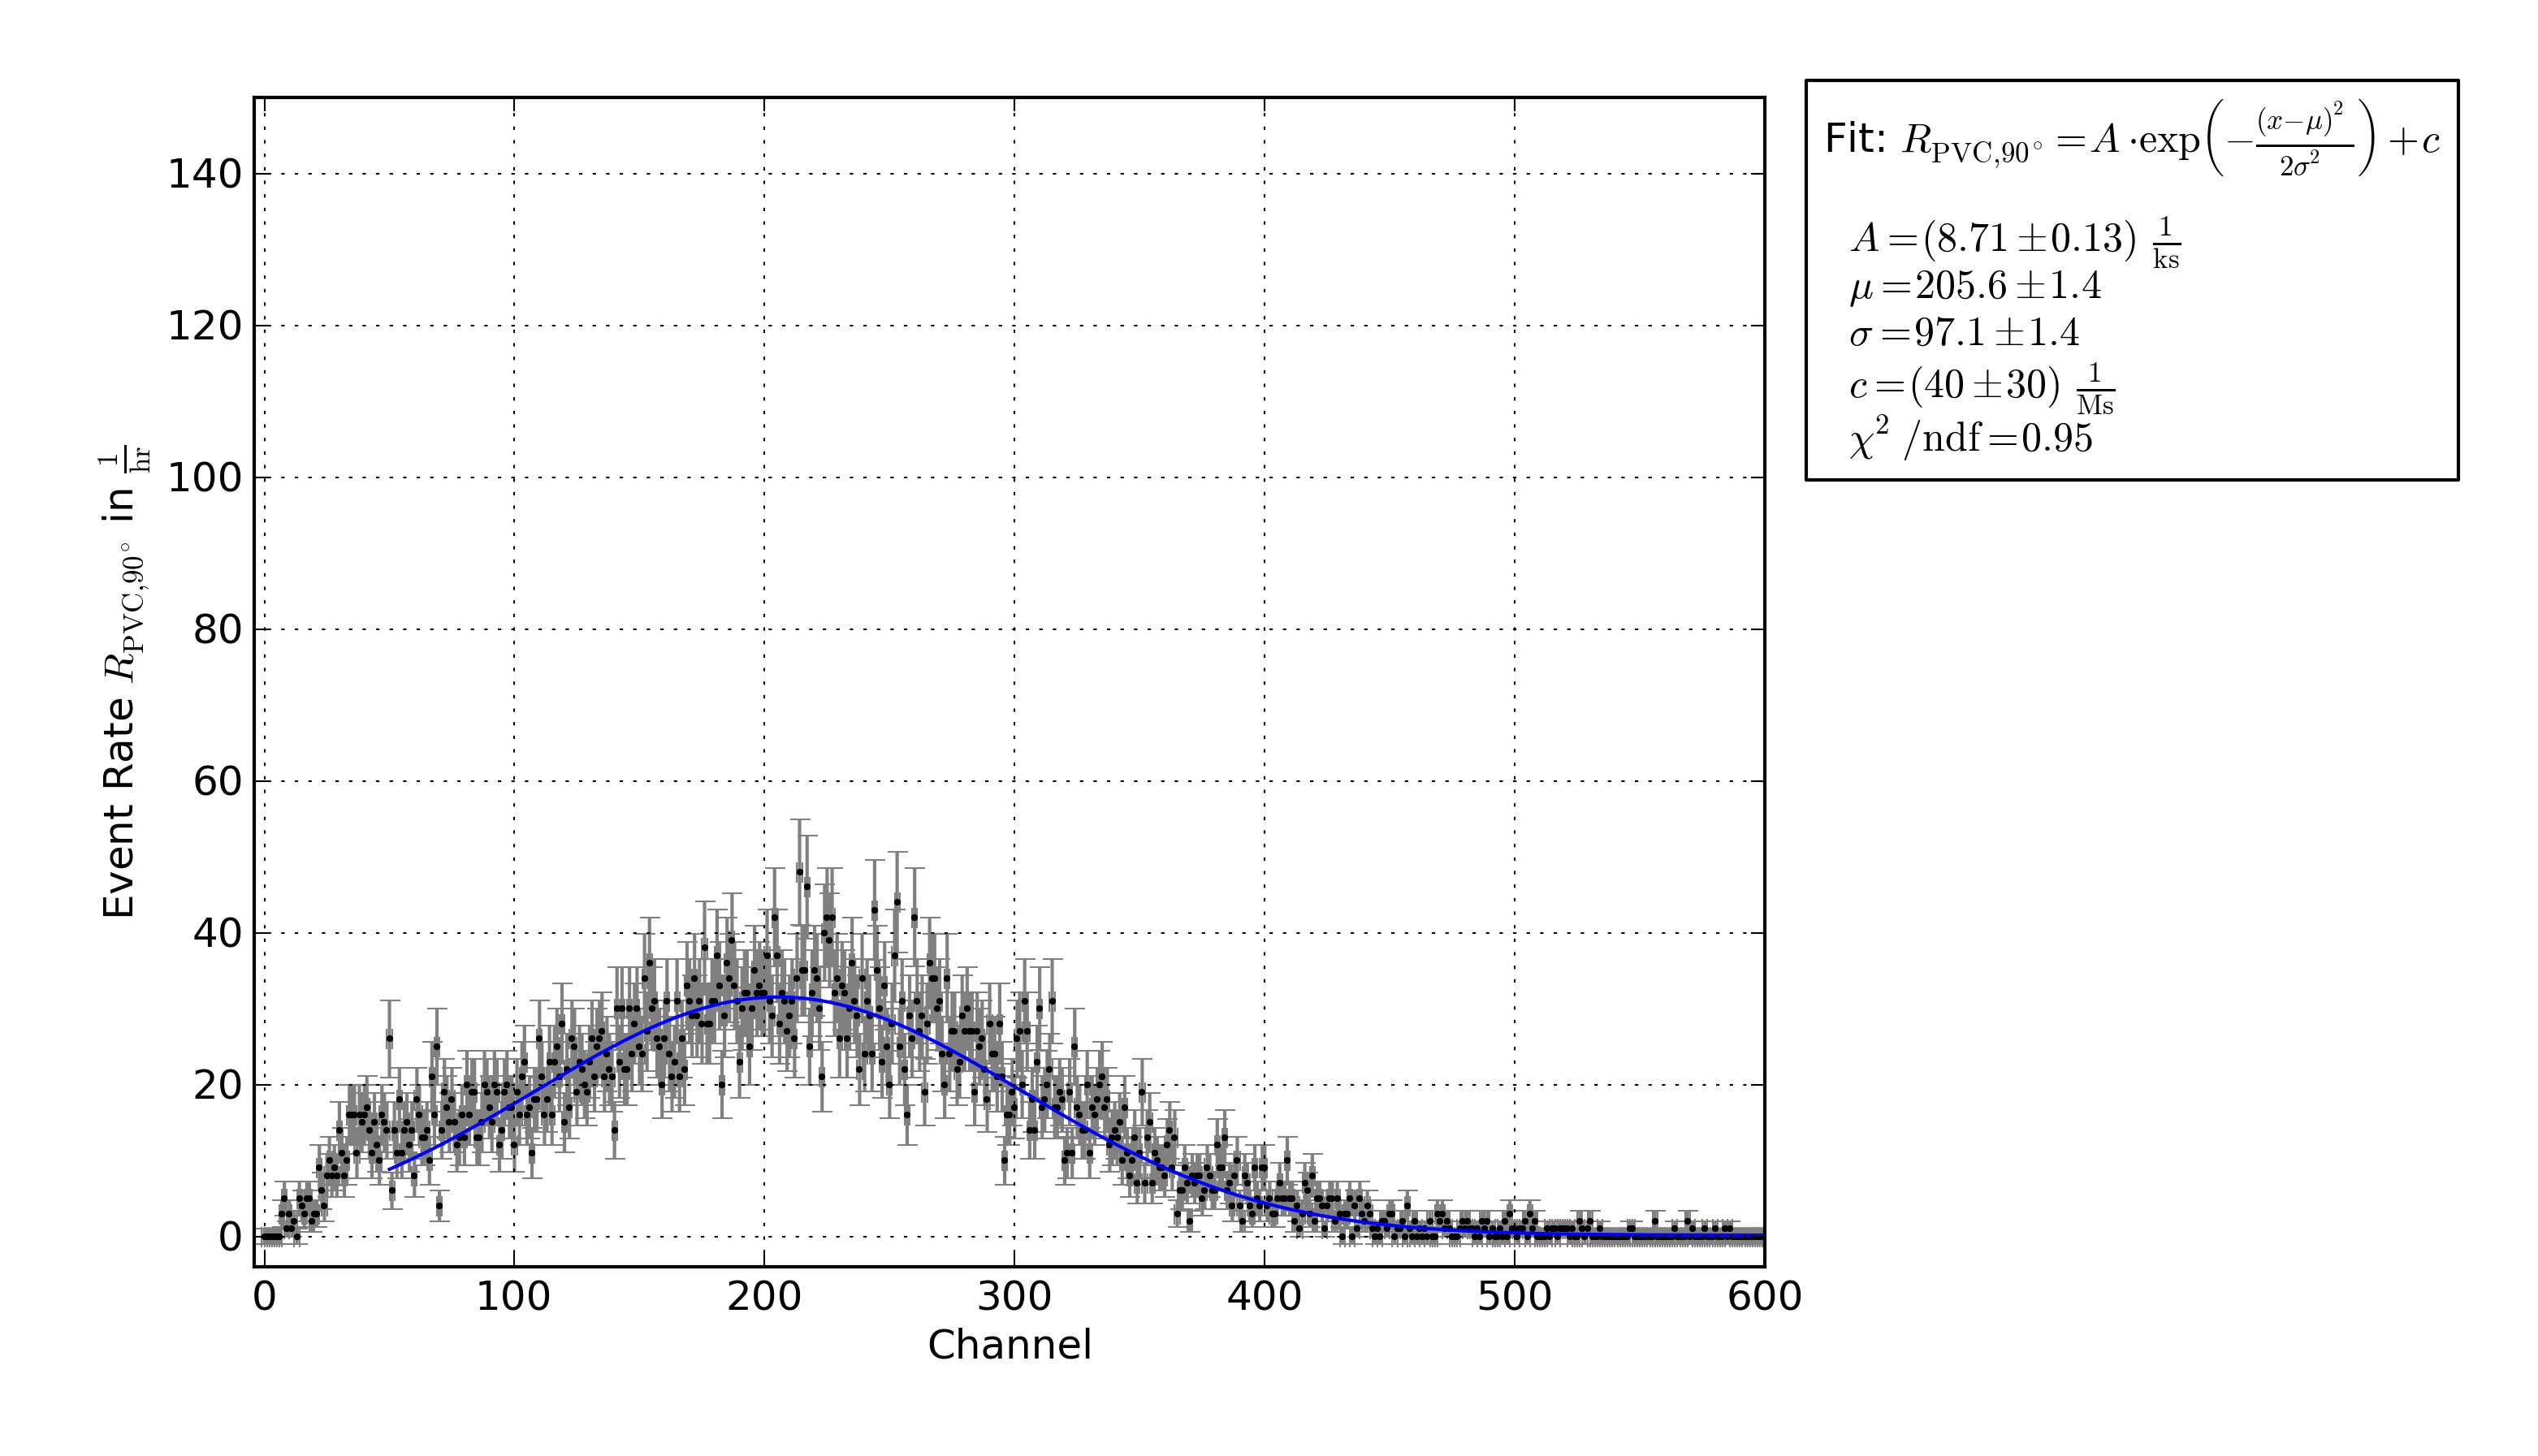 Event Rate R_PVC,90° in 1/hr
140
120
100
80
60
40
20
0
0 100 200 300 400 500 600
Channel
Fit: R_PVC,90° = A·exp(−(x−μ)²/2σ²)+c
A=(8.71±0.13) 1/ks
μ=205.6±1.4
σ=97.1±1.4
c=(40±30) 1/Ms
χ² /ndf=0.95